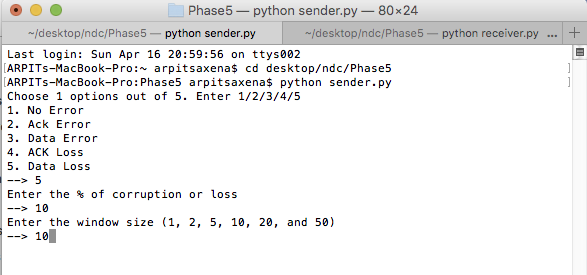 Phase5 — python sender.py — 80×24
~/desktop/ndc/Phase5 — python sender.py
~/desktop/ndc/Phase5 — python receiver.py ...
Last login: Sun Apr 16 20:59:56 on ttys002
[ARPITs-MacBook-Pro:~ arpitsaxena$ cd desktop/ndc/Phase5 ]
[ARPITs-MacBook-Pro:Phase5 arpitsaxena$ python sender.py ]
Choose 1 options out of 5. Enter 1/2/3/4/5
1. No Error
2. Ack Error
3. Data Error
4. ACK Loss
5. Data Loss
--> 5
Enter the % of corruption or loss
--> 10
Enter the window size (1, 2, 5, 10, 20, and 50)
--> 10